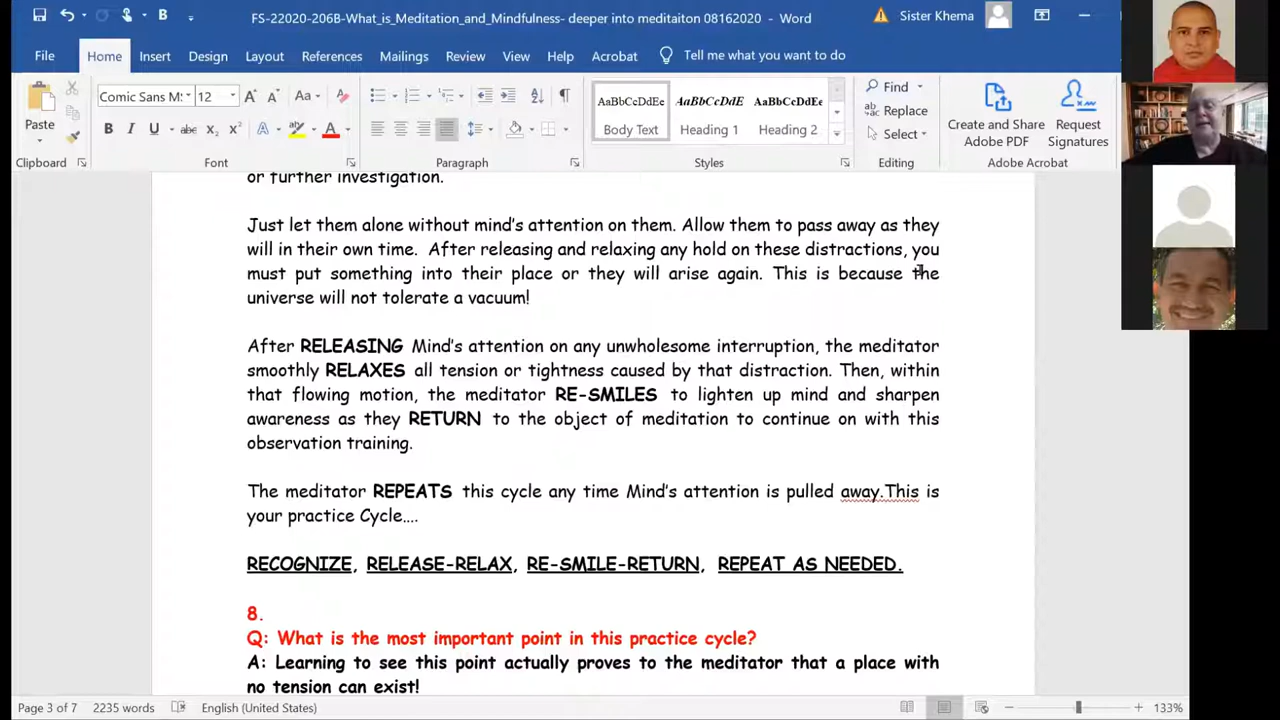 FS-22020-206B-What_is_Meditation_and_Mindfulness- deeper into meditaiton 08162020 - Word
Sister Khema
File Home Insert Design Layout References Mailings Review View Help Acrobat Tell me what you want to do
Comic Sans M 12
Paste
Clipboard
Font
Paragraph
AaBbCcDdEe AaBbCcDdE AaBbCcDdEe
Body Text Heading 1 Heading 2
Styles
Find
Replace
Select
Editing
Create and Share Adobe PDF
Request Signatures
Adobe Acrobat
or further investigation.
Just let them alone without mind's attention on them. Allow them to pass away as they
will in their own time. After releasing and relaxing any hold on these distractions, you
must put something into their place or they will arise again. This is because the
universe will not tolerate a vacuum!
After RELEASING Mind's attention on any unwholesome interruption, the meditator
smoothly RELAXES all tension or tightness caused by that distraction. Then, within
that flowing motion, the meditator RE-SMILES to lighten up mind and sharpen
awareness as they RETURN to the object of meditation to continue on with this
observation training.
The meditator REPEATS this cycle any time Mind's attention is pulled away.This is
your practice Cycle….
RECOGNIZE, RELEASE-RELAX, RE-SMILE-RETURN, REPEAT AS NEEDED.
8.
Q: What is the most important point in this practice cycle?
A: Learning to see this point actually proves to the meditator that a place with
no tension can exist!
Page 3 of 7 2235 words English (United States) 133%